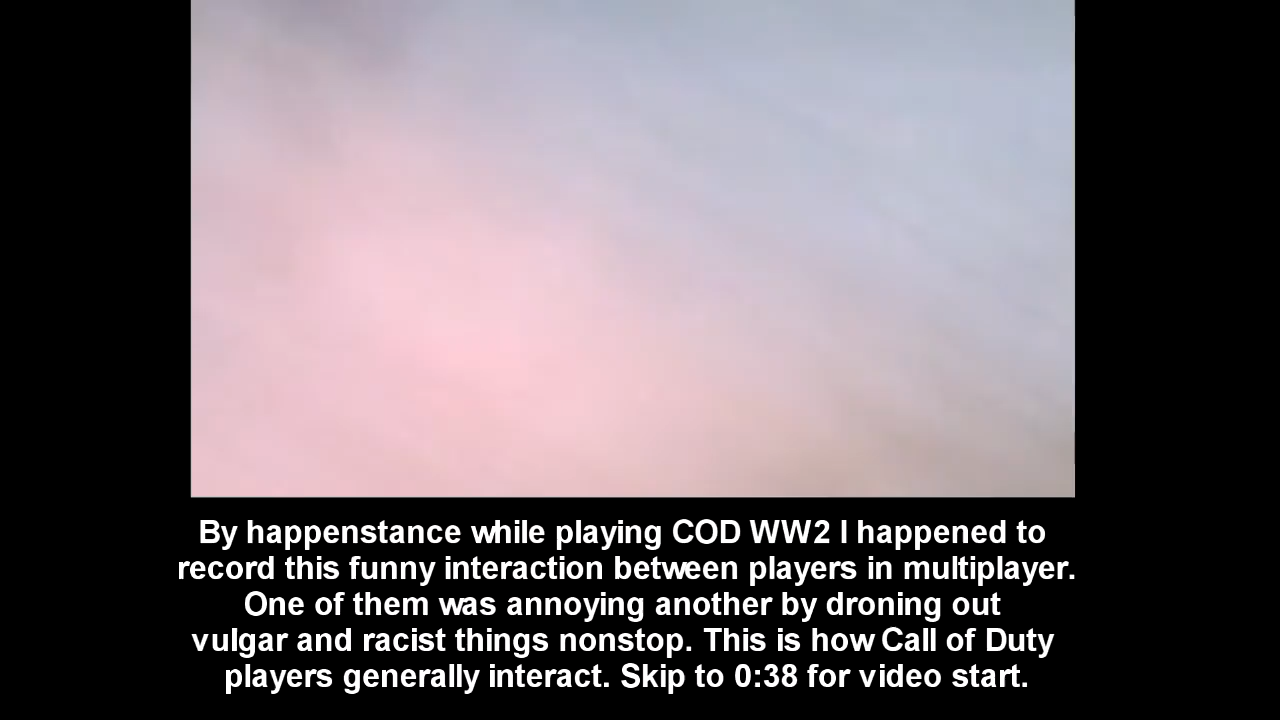 By happenstance while playing COD WW2 I happened to
record this funny interaction between players in multiplayer.
One of them was annoying another by droning out
vulgar and racist things nonstop. This is how Call of Duty
players generally interact. Skip to 0:38 for video start.